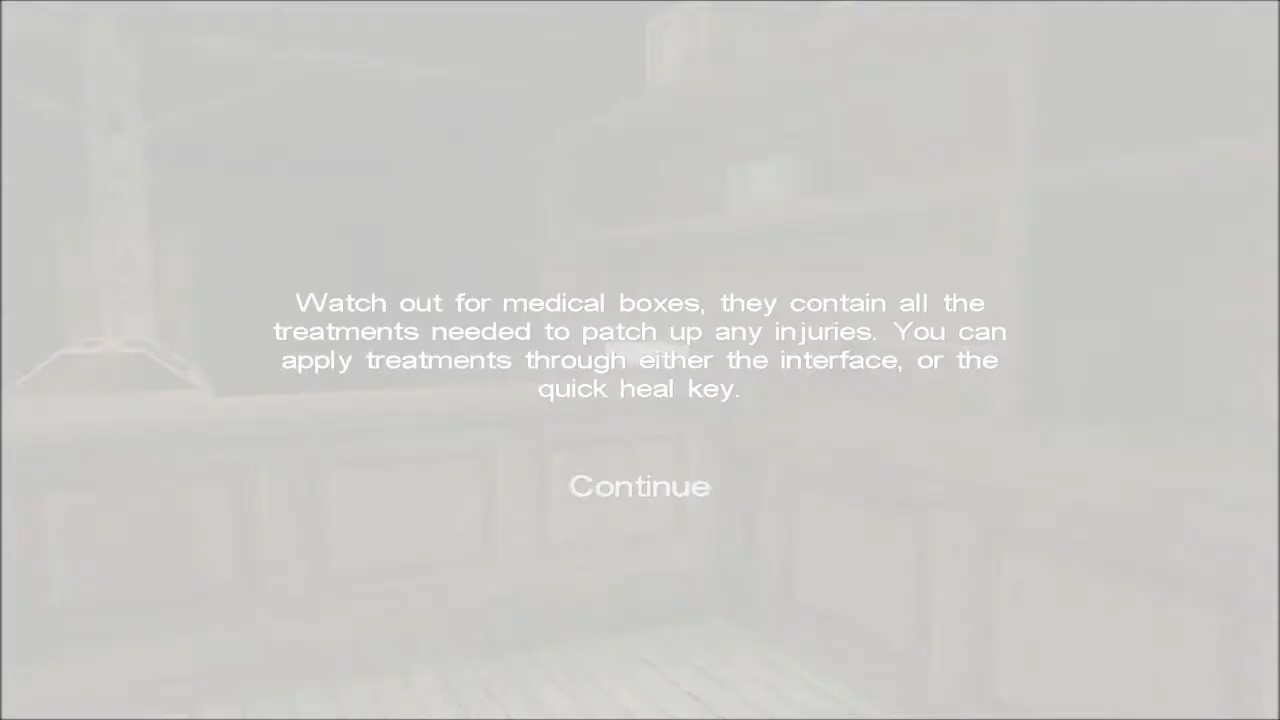 Watch out for medical boxes, they contain all the
treatments needed to patch up any injuries. You can
apply treatments through either the interface, or the
quick heal key.
Continue